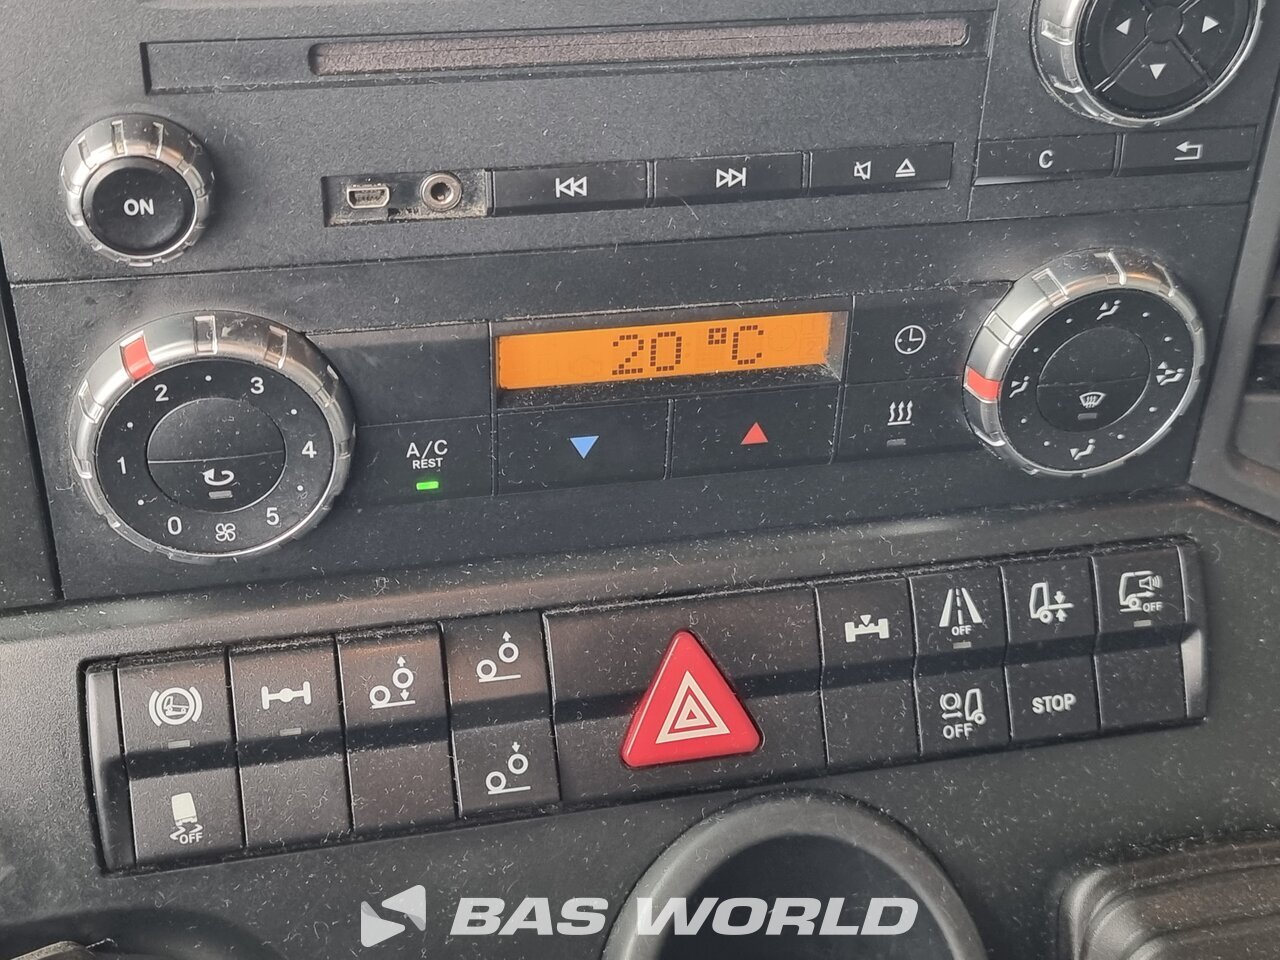 C
ON
20 °C
2 3
1 4
0 5
A/C
REST
OFF
OFF
OFF
STOP
OFF
BAS WORLD